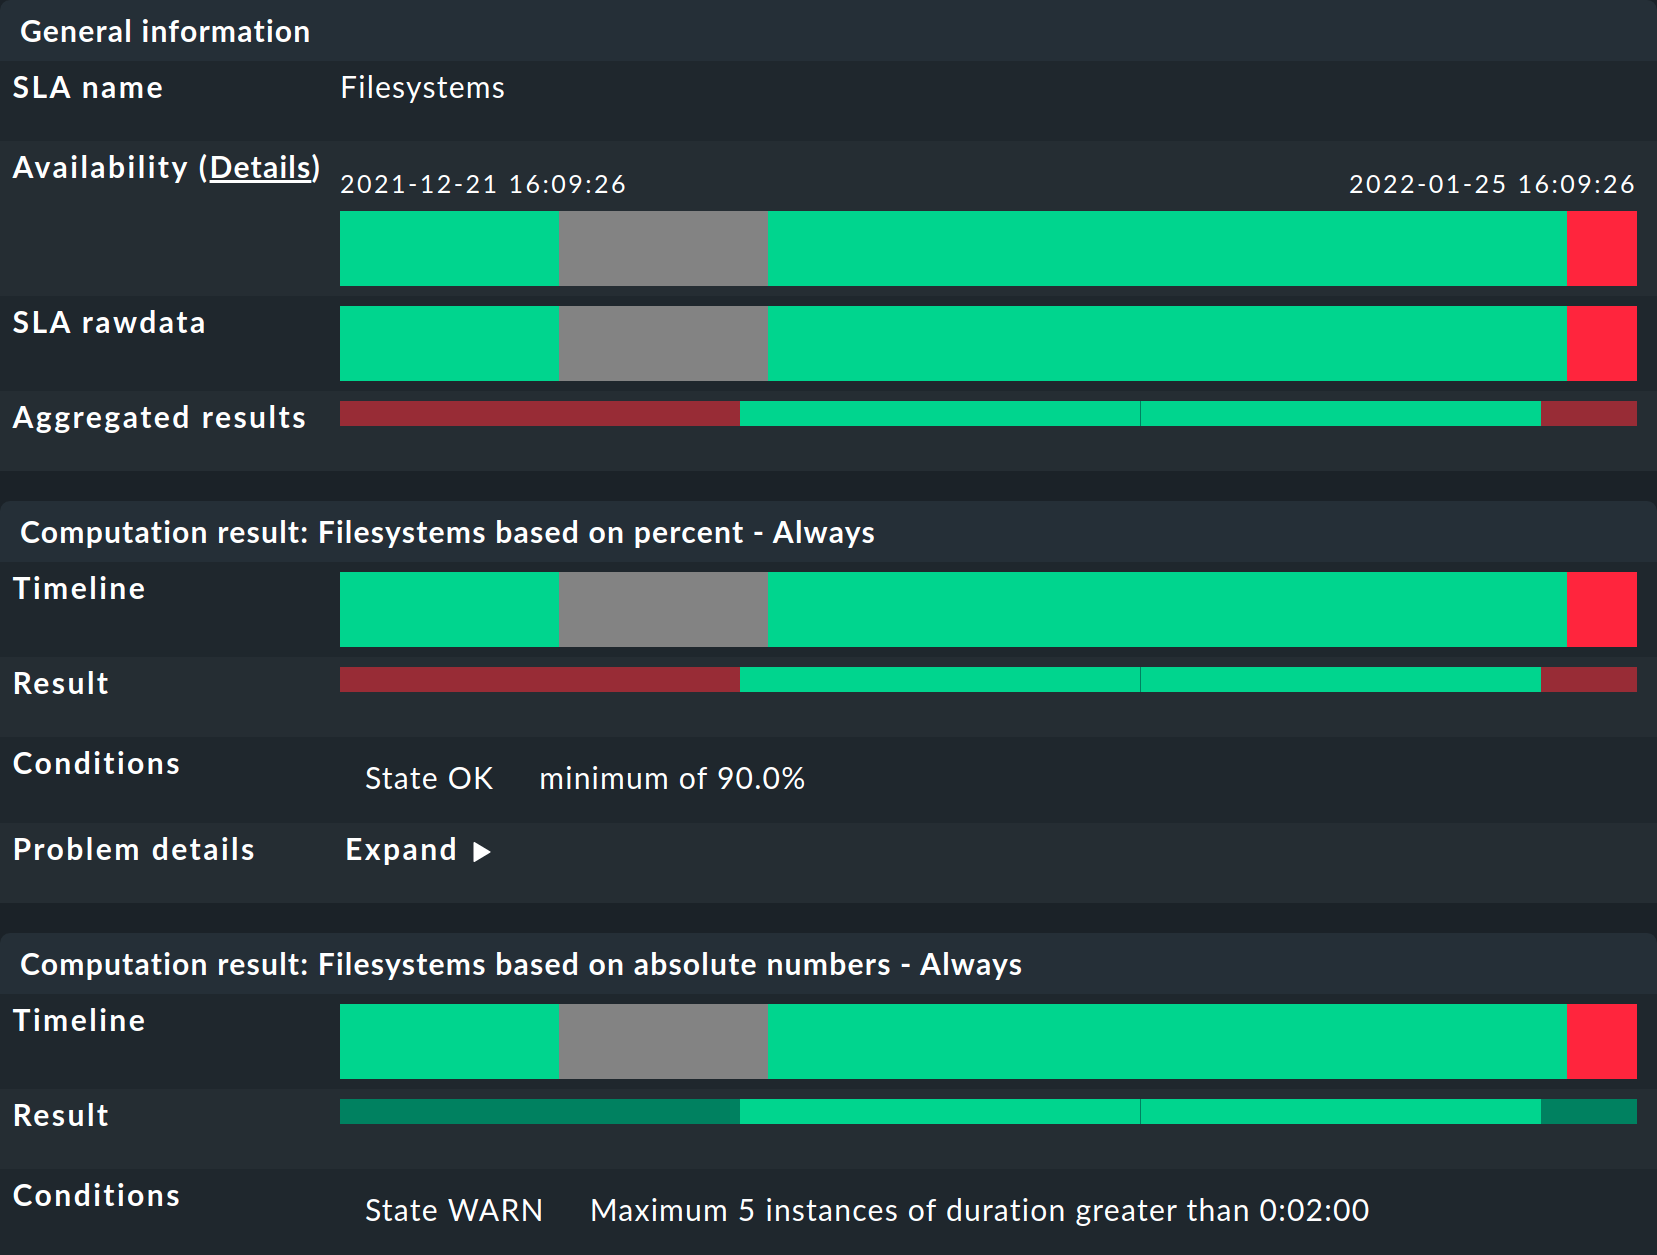 General information
SLA name Filesystems
Availability (Details) 2021-12-21 16:09:26 2022-01-25 16:09:26
SLA rawdata
Aggregated results
Computation result: Filesystems based on percent - Always
Timeline
Result
Conditions State OK minimum of 90.0%
Problem details Expand ▶
Computation result: Filesystems based on absolute numbers - Always
Timeline
Result
Conditions State WARN Maximum 5 instances of duration greater than 0:02:00